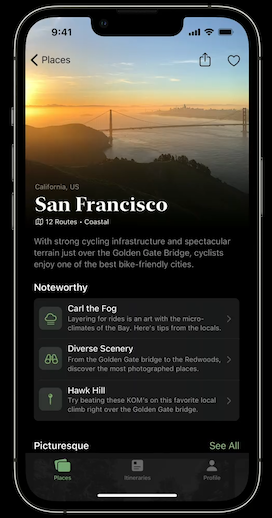 9:41
Places
California, US
San Francisco
12 Routes • Coastal
With strong cycling infrastructure and spectacular
terrain just over the Golden Gate Bridge, cyclists
enjoy one of the best bike-friendly cities.
Noteworthy
Carl the Fog
Layering for rides is an art with the micro-
climates of the Bay. Here's tips from the locals.
Diverse Scenery
From the Golden Gate bridge to the Redwoods,
discover the most photographed places.
Hawk Hill
Try beating these KOM's on this favorite local
climb right over the Golden Gate bridge.
Picturesque See All
Places Itineraries Profile